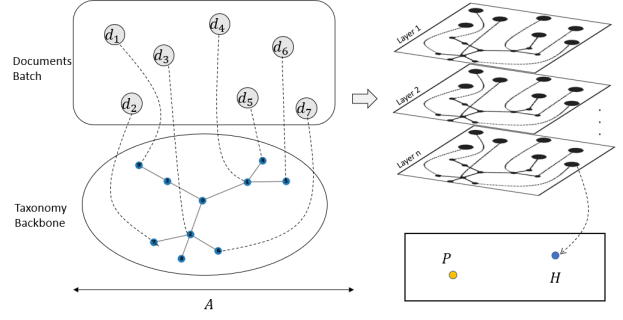 d₁
d₂
d₃
d₄
d₅
d₆
d₇
Documents
Batch
Taxonomy
Backbone
A
Layer 1
Layer 2
Layer n
P
H